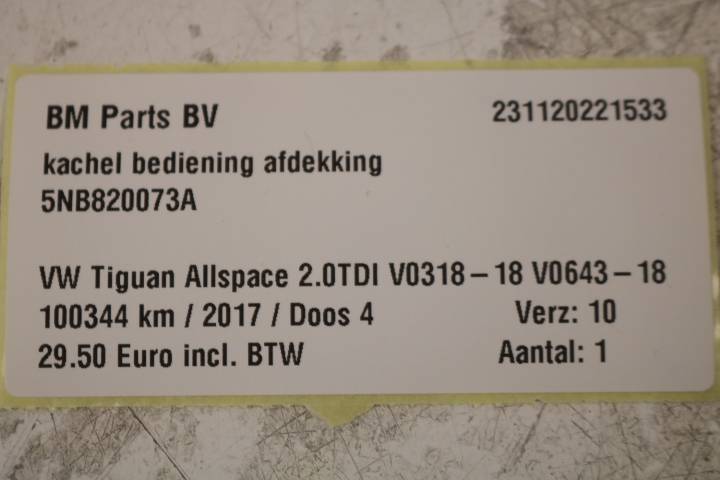 BM Parts BV 231120221533
kachel bediening afdekking
5NB820073A
VW Tiguan Allspace 2.0TDI V0318–18 V0643–18
100344 km / 2017 / Doos 4 Verz: 10
29.50 Euro incl. BTW Aantal: 1